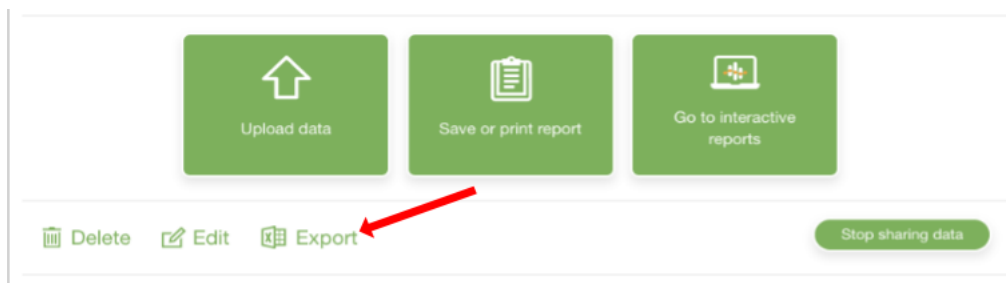 Upload data
Save or print report
Go to interactive
reports
Delete
Edit
Export
Stop sharing data